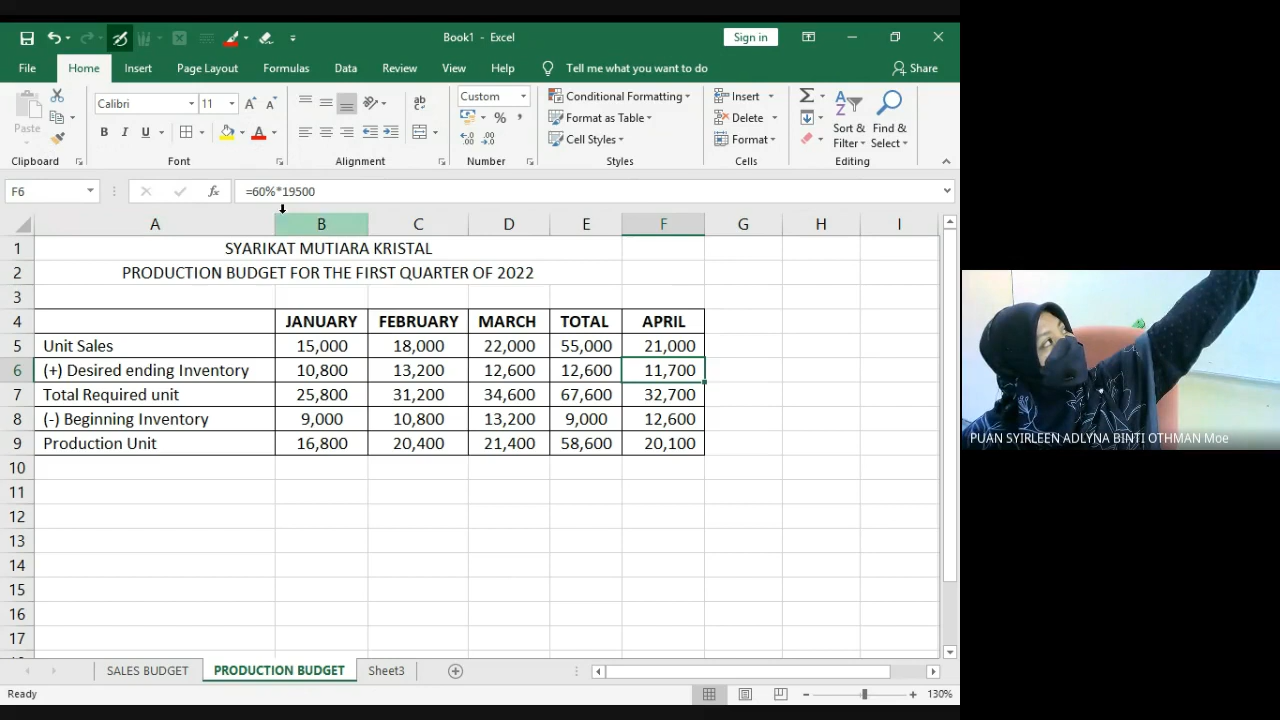 Book1 - Excel
Sign in
File Home Insert Page Layout Formulas Data Review View Help Tell me what you want to do Share
Paste
Calibri 11
B I U
ab
Custom
% ,
Conditional Formatting
Format as Table
Cell Styles
Insert
Delete
Format
Sort & Filter
Find & Select
Clipboard Font Alignment Number Styles Cells Editing
F6 fx =60%*19500
A B C D E F G H I
1 SYARIKAT MUTIARA KRISTAL
2 PRODUCTION BUDGET FOR THE FIRST QUARTER OF 2022
3
4 JANUARY FEBRUARY MARCH TOTAL APRIL
5 Unit Sales 15,000 18,000 22,000 55,000 21,000
6 (+) Desired ending Inventory 10,800 13,200 12,600 12,600 11,700
7 Total Required unit 25,800 31,200 34,600 67,600 32,700
8 (-) Beginning Inventory 9,000 10,800 13,200 9,000 12,600
9 Production Unit 16,800 20,400 21,400 58,600 20,100
10
11
12
13
14
15
16
17
SALES BUDGET PRODUCTION BUDGET Sheet3
Ready 130%
PUAN SYIRLEEN ADLYNA BINTI OTHMAN Moe